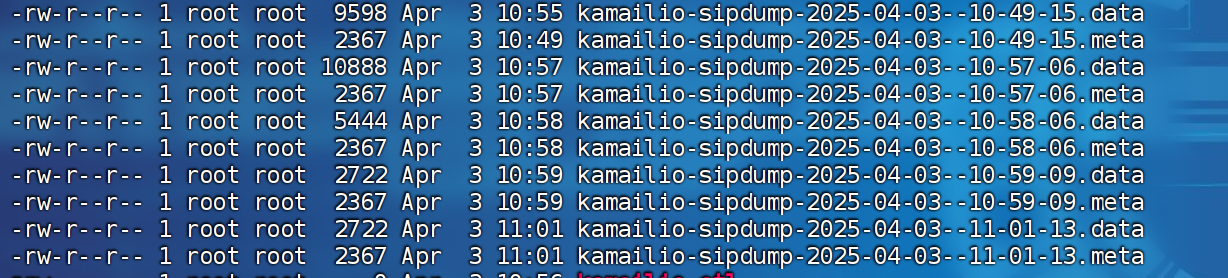 -rw-r--r-- 1 root root  9598 Apr  3 10:55 kamailio-sipdump-2025-04-03--10-49-15.data
-rw-r--r-- 1 root root  2367 Apr  3 10:49 kamailio-sipdump-2025-04-03--10-49-15.meta
-rw-r--r-- 1 root root 10888 Apr  3 10:57 kamailio-sipdump-2025-04-03--10-57-06.data
-rw-r--r-- 1 root root  2367 Apr  3 10:57 kamailio-sipdump-2025-04-03--10-57-06.meta
-rw-r--r-- 1 root root  5444 Apr  3 10:58 kamailio-sipdump-2025-04-03--10-58-06.data
-rw-r--r-- 1 root root  2367 Apr  3 10:58 kamailio-sipdump-2025-04-03--10-58-06.meta
-rw-r--r-- 1 root root  2722 Apr  3 10:59 kamailio-sipdump-2025-04-03--10-59-09.data
-rw-r--r-- 1 root root  2367 Apr  3 10:59 kamailio-sipdump-2025-04-03--10-59-09.meta
-rw-r--r-- 1 root root  2722 Apr  3 11:01 kamailio-sipdump-2025-04-03--11-01-13.data
-rw-r--r-- 1 root root  2367 Apr  3 11:01 kamailio-sipdump-2025-04-03--11-01-13.meta